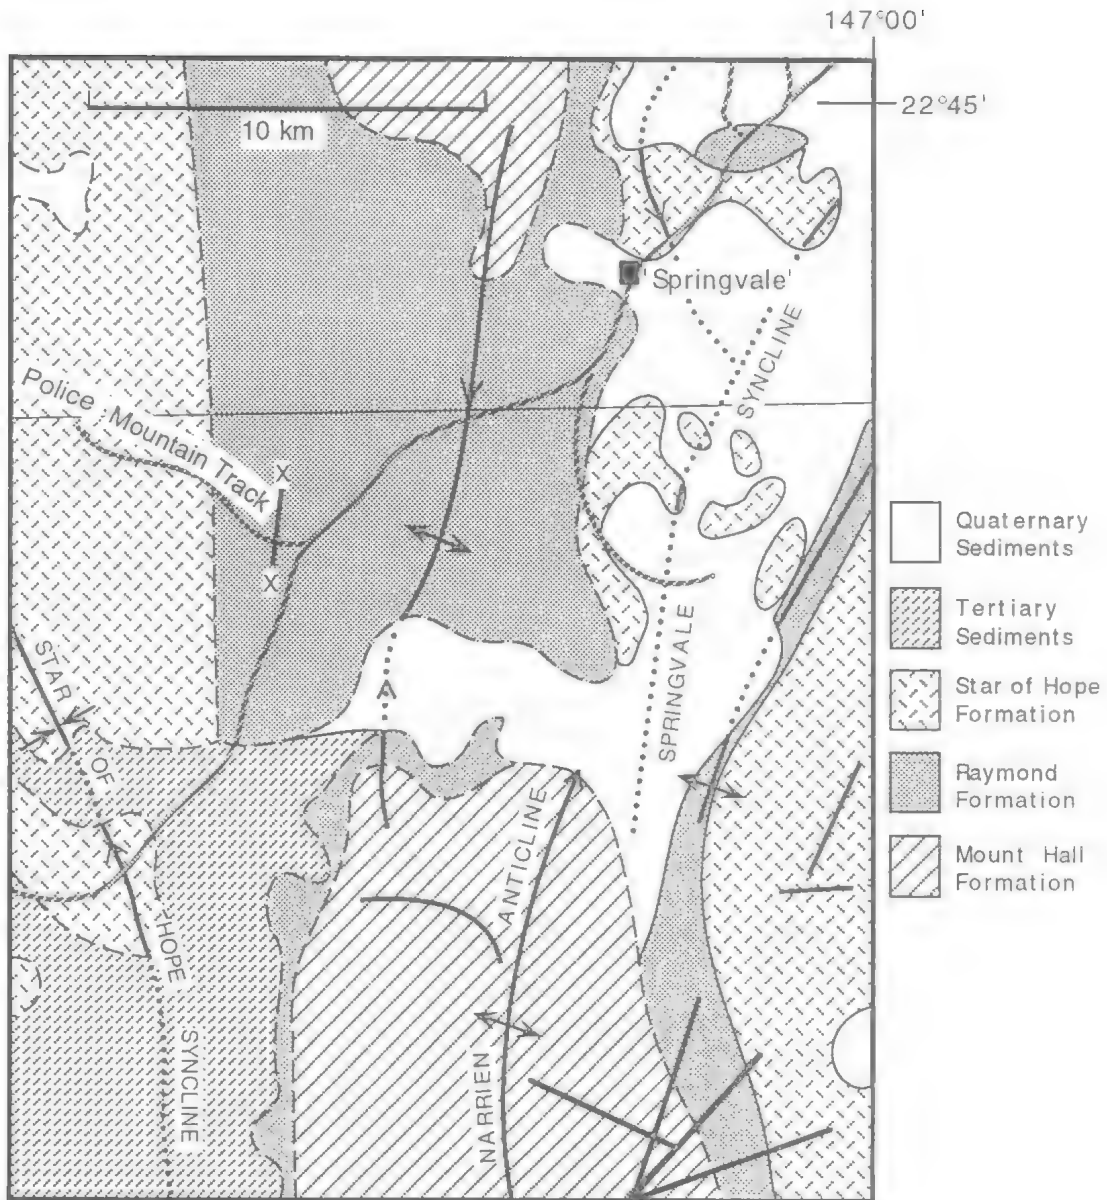 147°00'
22°45'
10 km
'Springvale'
SYNCLINE
Police Mountain Track
X
X
SPRINGVALE
STAR OF HOPE SYNCLINE
ANTICLINE
NARRIEN
Quaternary
Sediments
Tertiary
Sediments
Star of Hope
Formation
Raymond
Formation
Mount Hall
Formation